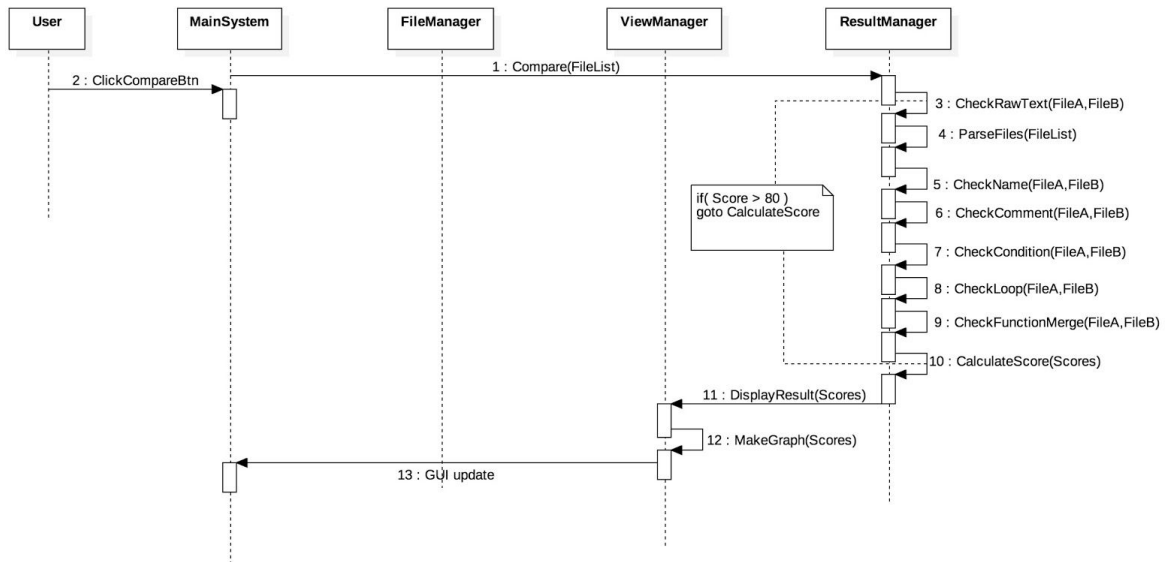 User
MainSystem
FileManager
ViewManager
ResultManager
1 : Compare(FileList)
2 : ClickCompareBtn
3 : CheckRawText(FileA,FileB)
4 : ParseFiles(FileList)
5 : CheckName(FileA,FileB)
if( Score > 80 )
goto CalculateScore
6 : CheckComment(FileA,FileB)
7 : CheckCondition(FileA,FileB)
8 : CheckLoop(FileA,FileB)
9 : CheckFunctionMerge(FileA,FileB)
10 : CalculateScore(Scores)
11 : DisplayResult(Scores)
12 : MakeGraph(Scores)
13 : GUI update